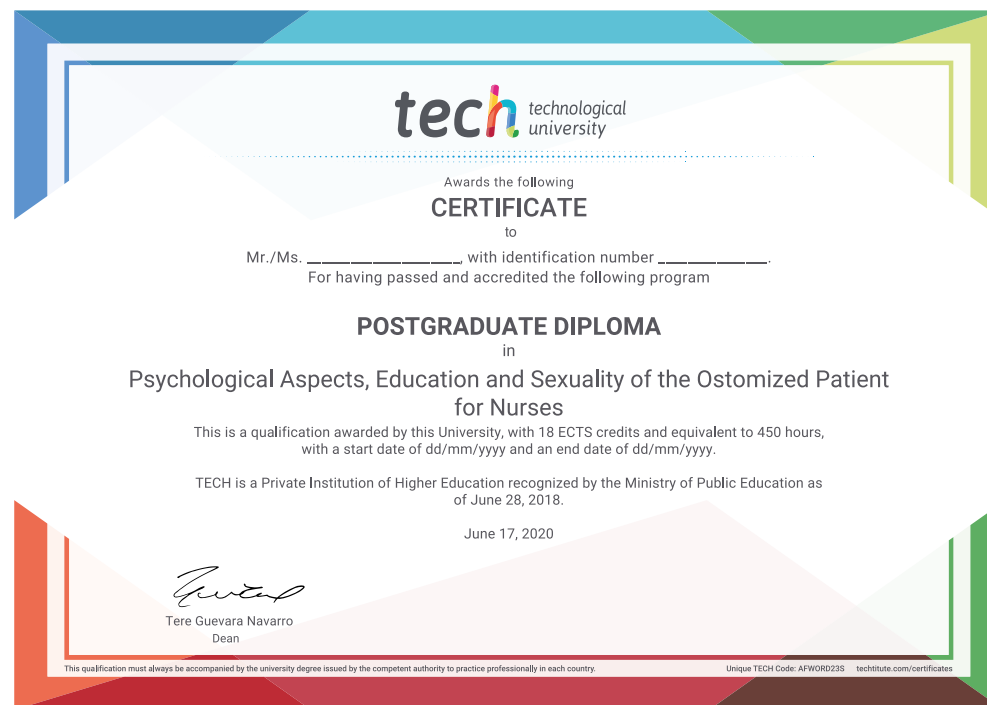 tech technological
university
Awards the following
CERTIFICATE
to
Mr./Ms. _________________, with identification number ____________.
For having passed and accredited the following program
POSTGRADUATE DIPLOMA
in
Psychological Aspects, Education and Sexuality of the Ostomized Patient
for Nurses
This is a qualification awarded by this University, with 18 ECTS credits and equivalent to 450 hours,
with a start date of dd/mm/yyyy and an end date of dd/mm/yyyy.
TECH is a Private Institution of Higher Education recognized by the Ministry of Public Education as
of June 28, 2018.
June 17, 2020
Tere Guevara Navarro
Dean
This qualification must always be accompanied by the university degree issued by the competent authority to practice professionally in each country.
Unique TECH Code: AFWORD23S techtitute.com/certificates